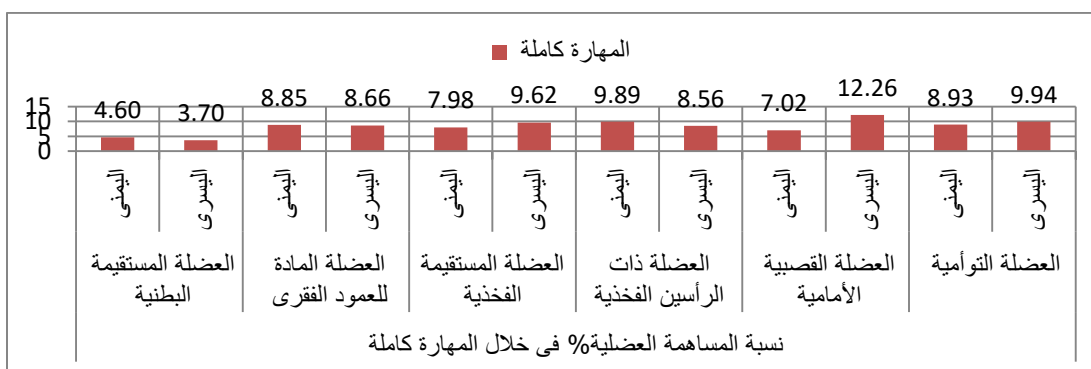 المهارة كاملة
4.60 3.70 8.85 8.66 7.98 9.62 9.89 8.56 7.02 12.26 8.93 9.94
15
10
5
0
اليمنى اليسرى اليمنى اليسرى اليمنى اليسرى اليمنى اليسرى اليمنى اليسرى اليمنى اليسرى
العضلة المستقيمة البطنية
العضلة المادة للعمود الفقرى
العضلة المستقيمة الفخذية
العضلة ذات الرأسين الفخذية
العضلة القصبية الأمامية
العضلة التوأمية
نسبة المساهمة العضلية% فى خلال المهارة كاملة